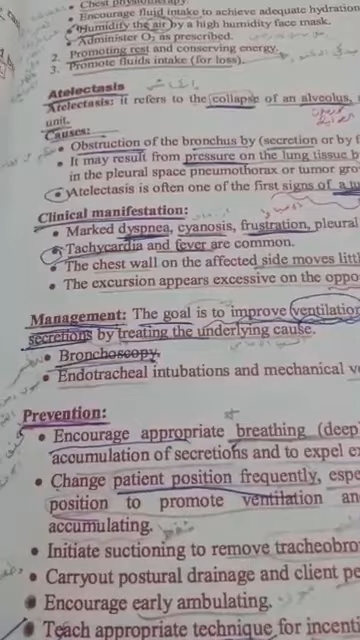 Chest physiotherapy.
• Encourage fluid intake to achieve adequate hydration
• Humidify the air by a high humidity face mask.
• Administer O₂ as prescribed.
2. Promoting rest and conserving energy.
3. Promote fluids intake (for loss).
Atelectasis
Atelectasis: it refers to the collapse of an alveolus,
unit.
Causes:
• Obstruction of the bronchus by (secretion or by f
• It may result from pressure on the lung tissue b
in the pleural space pneumothorax or tumor gro
• Atelectasis is often one of the first signs of a
Clinical manifestation:
• Marked dyspnea, cyanosis, frustration, pleural
• Tachycardia and fever are common.
• The chest wall on the affected side moves littl
• The excursion appears excessive on the oppo
Management: The goal is to improve ventilation
secretions by treating the underlying cause.
• Bronchoscopy.
• Endotracheal intubations and mechanical v
Prevention:
• Encourage appropriate breathing (deep
accumulation of secretions and to expel e
• Change patient position frequently, espe
position to promote ventilation an
accumulating.
• Initiate suctioning to remove tracheobro
• Carryout postural drainage and client pe
• Encourage early ambulating.
• Teach appropriate technique for incenti